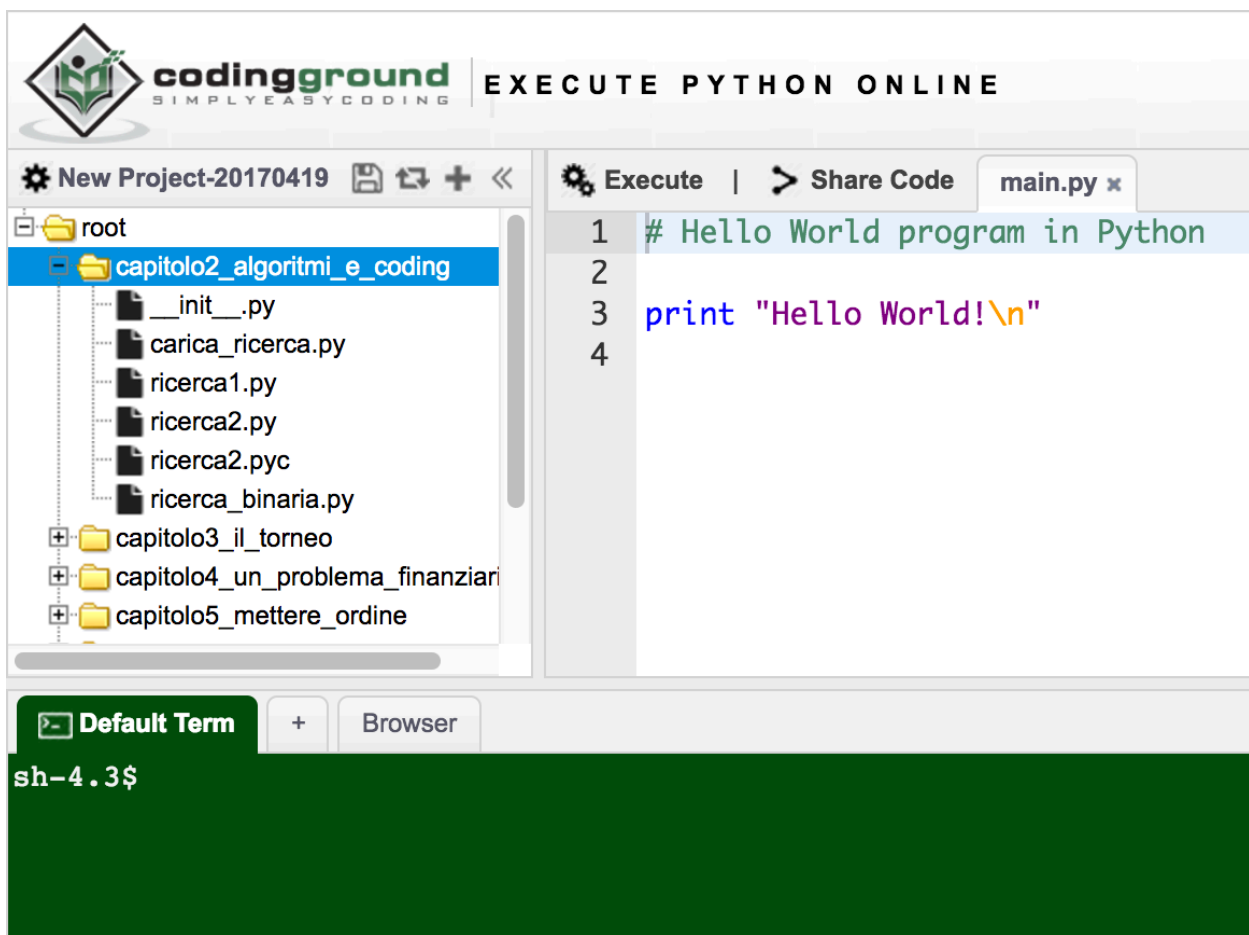 codingground
SIMPLYEASYCODING
EXECUTE PYTHON ONLINE
New Project-20170419
root
capitolo2_algoritmi_e_coding
__init__.py
carica_ricerca.py
ricerca1.py
ricerca2.py
ricerca2.pyc
ricerca_binaria.py
capitolo3_il_torneo
capitolo4_un_problema_finanziari
capitolo5_mettere_ordine
Execute | Share Code main.py x
1 # Hello World program in Python
2
3 print "Hello World!\n"
4
Default Term + Browser
sh-4.3$